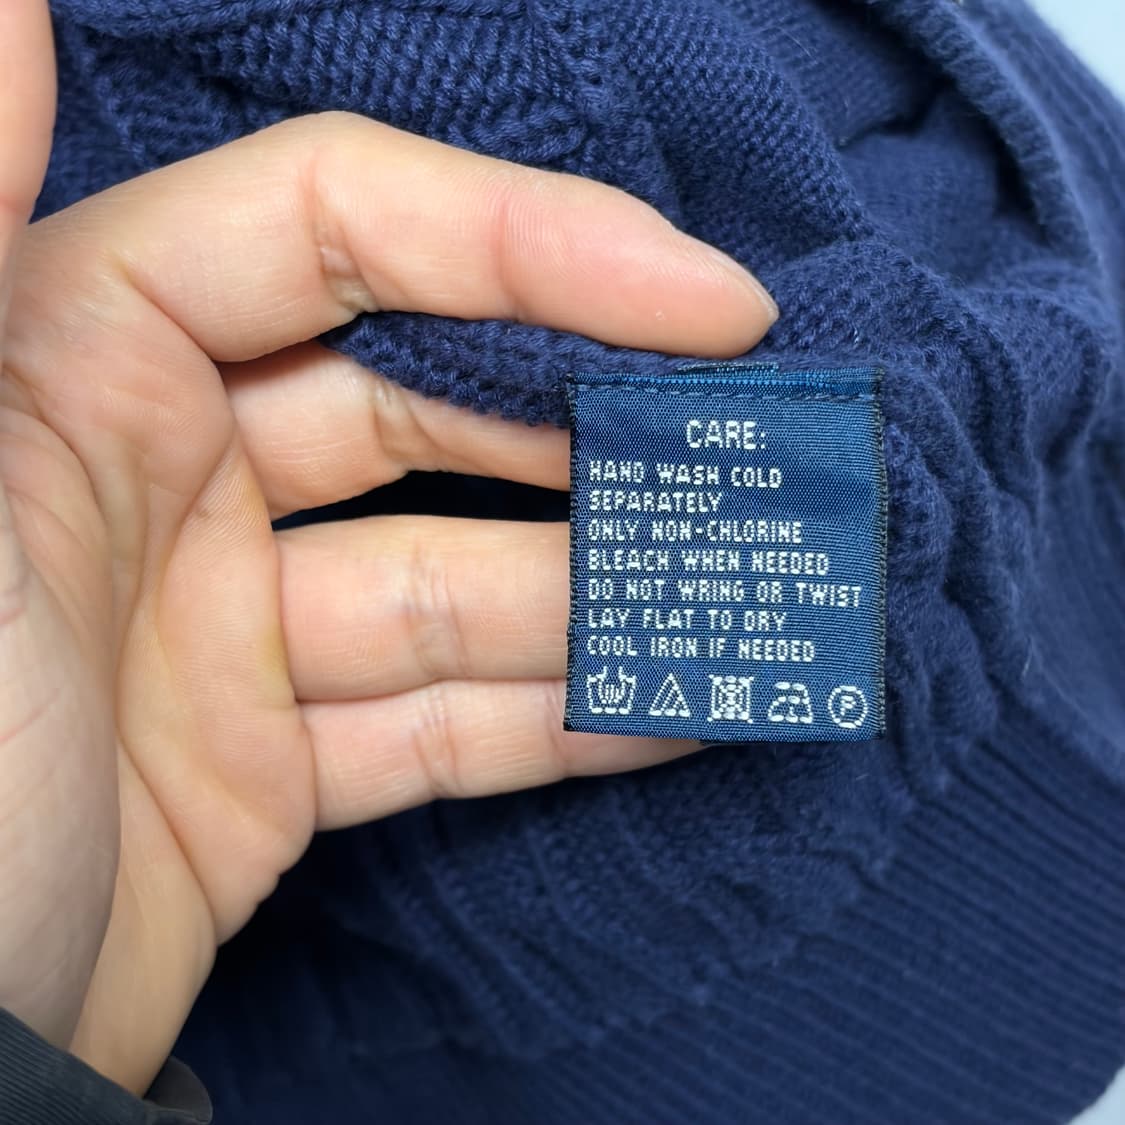 CARE:
HAND WASH COLD
SEPARATELY
ONLY NON-CHLORINE
BLEACH WHEN NEEDED
DO NOT WRING OR TWIST
LAY FLAT TO DRY
COOL IRON IF NEEDED
P